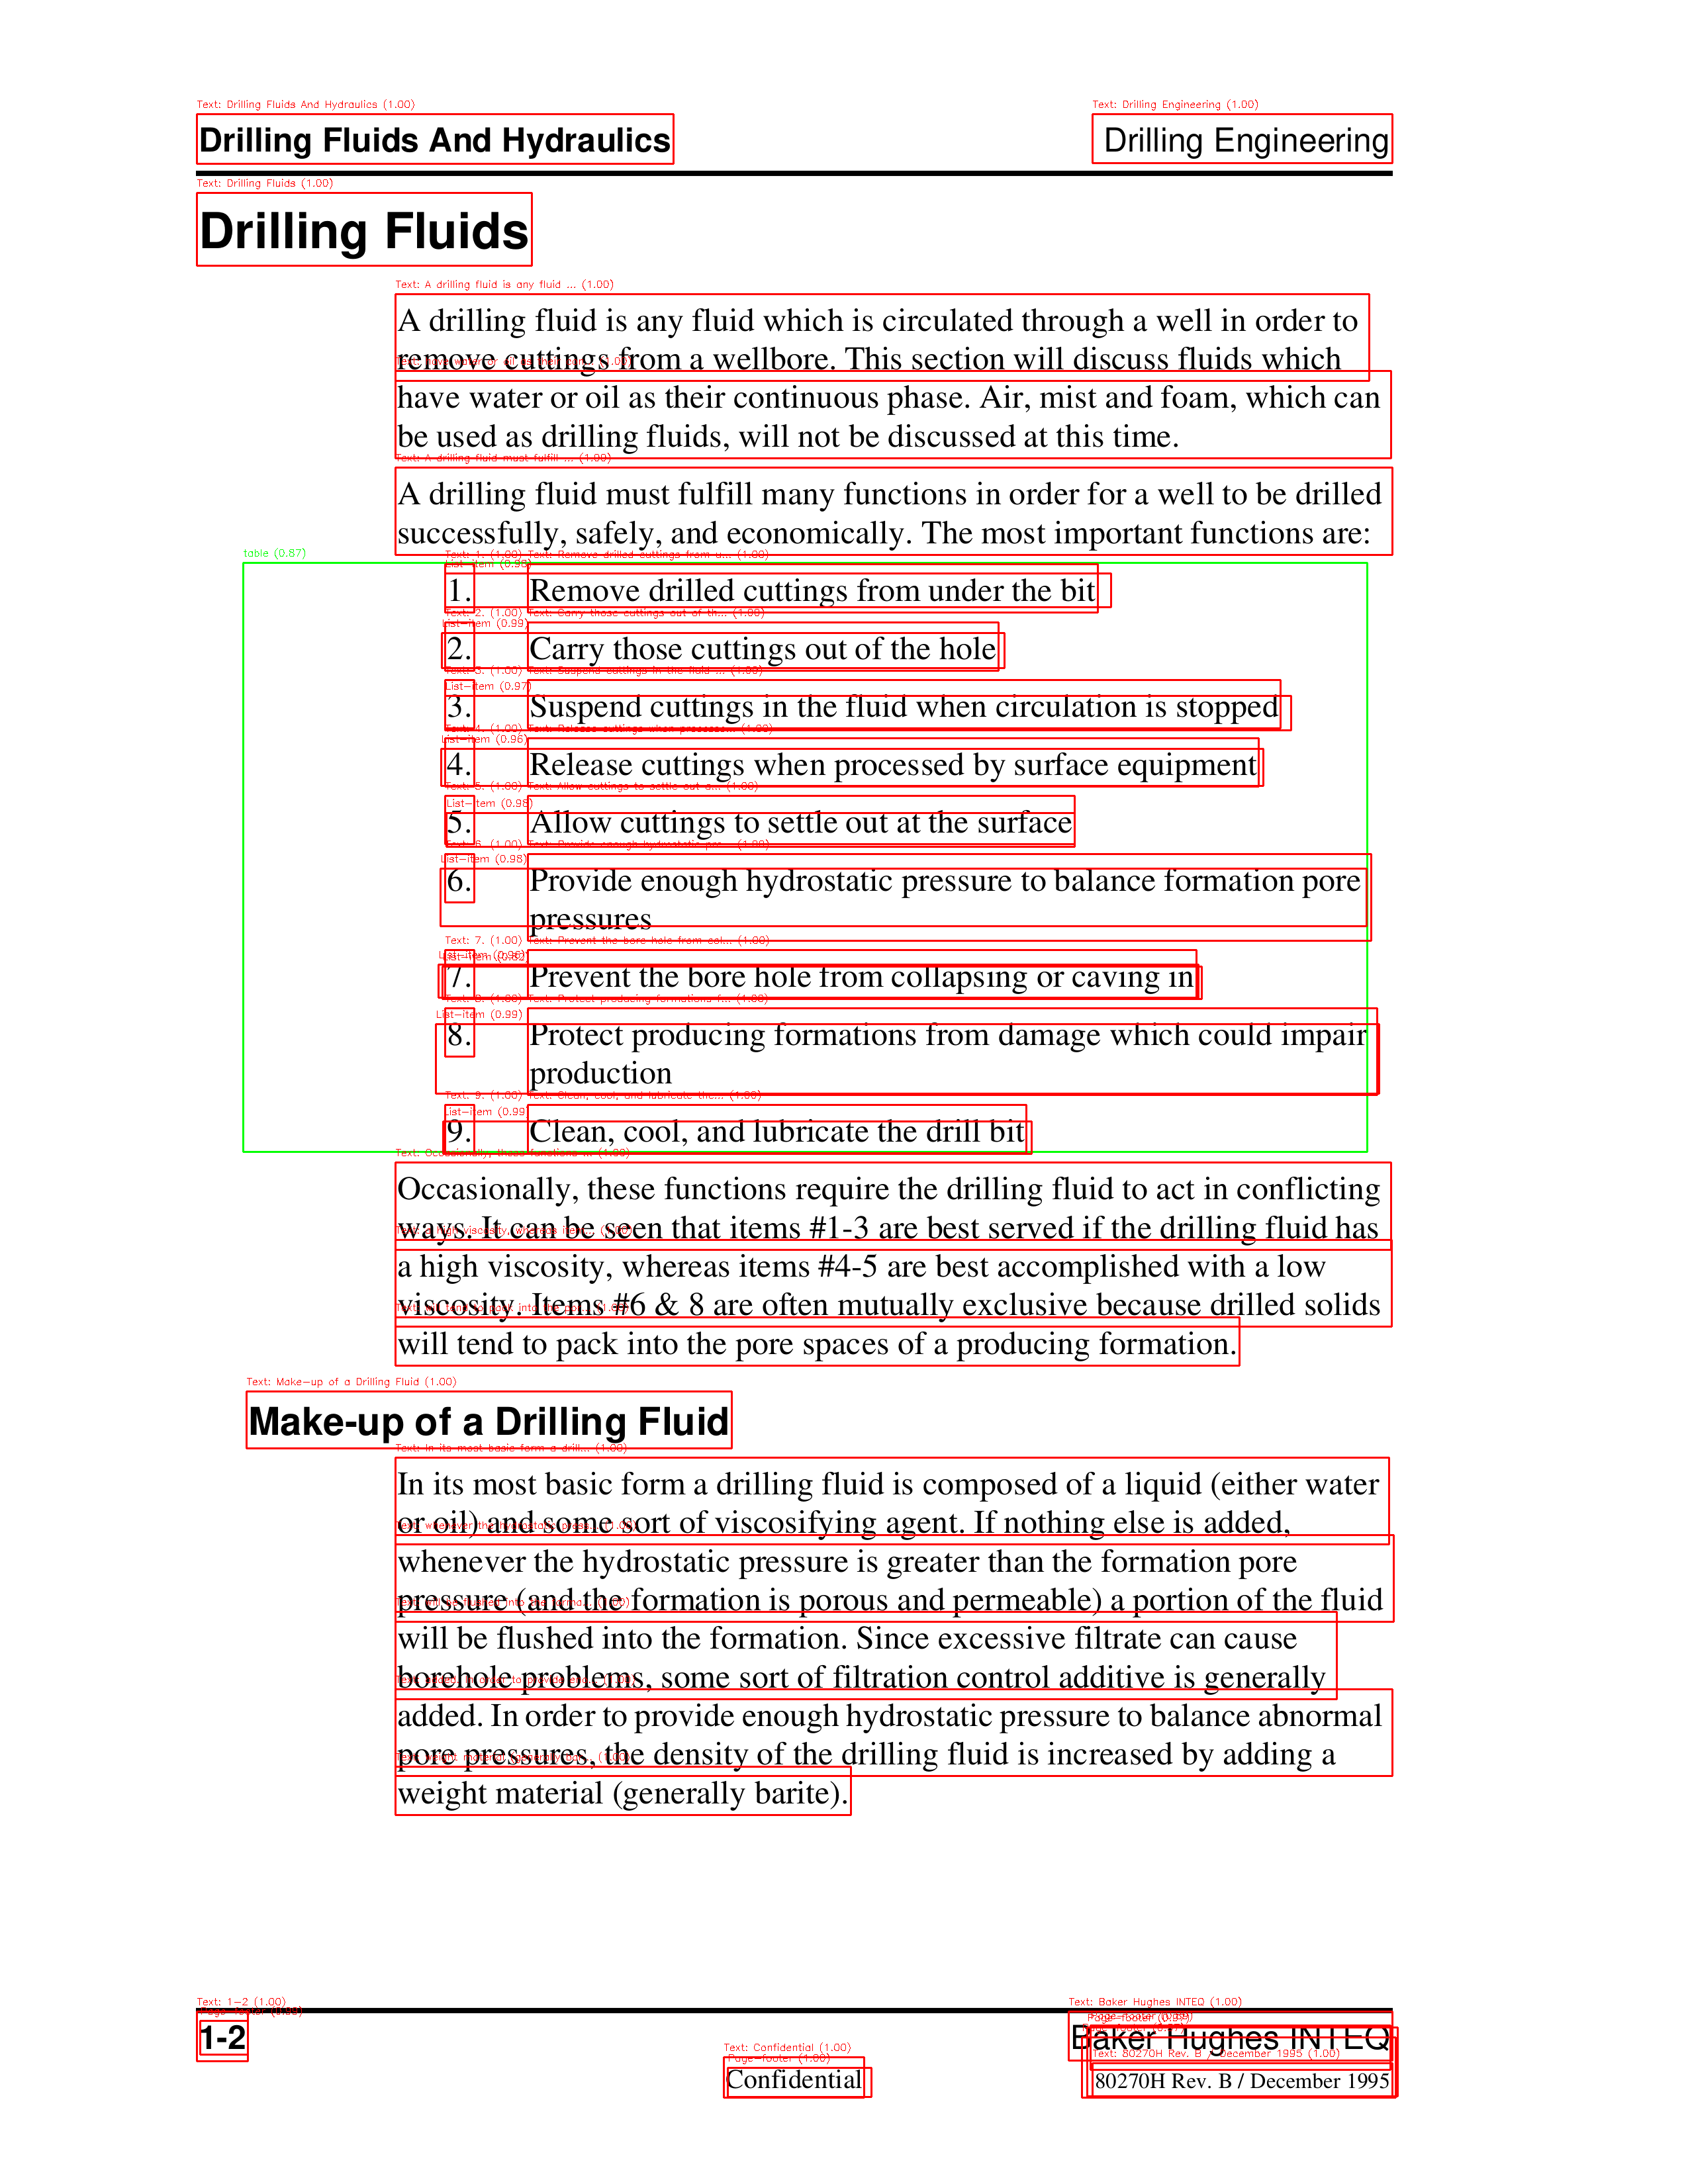 Drilling Fluids And Hydraulics
Drilling Engineering
Drilling Fluids
A drilling fluid is any fluid which is circulated through a well in order to
remove cuttings from a wellbore. This section will discuss fluids which
have water or oil as their continuous phase. Air, mist and foam, which can
be used as drilling fluids, will not be discussed at this time.
A drilling fluid must fulfill many functions in order for a well to be drilled
successfully, safely, and economically. The most important functions are:
1. Remove drilled cuttings from under the bit
2. Carry those cuttings out of the hole
3. Suspend cuttings in the fluid when circulation is stopped
4. Release cuttings when processed by surface equipment
5. Allow cuttings to settle out at the surface
6. Provide enough hydrostatic pressure to balance formation pore
pressures
7. Prevent the bore hole from collapsing or caving in
8. Protect producing formations from damage which could impair
production
9. Clean, cool, and lubricate the drill bit
Occasionally, these functions require the drilling fluid to act in conflicting
ways. It can be seen that items #1-3 are best served if the drilling fluid has
a high viscosity, whereas items #4-5 are best accomplished with a low
viscosity. Items #6 & 8 are often mutually exclusive because drilled solids
will tend to pack into the pore spaces of a producing formation.
Make-up of a Drilling Fluid
In its most basic form a drilling fluid is composed of a liquid (either water
or oil) and some sort of viscosifying agent. If nothing else is added,
whenever the hydrostatic pressure is greater than the formation pore
pressure (and the formation is porous and permeable) a portion of the fluid
will be flushed into the formation. Since excessive filtrate can cause
borehole problems, some sort of filtration control additive is generally
added. In order to provide enough hydrostatic pressure to balance abnormal
pore pressures, the density of the drilling fluid is increased by adding a
weight material (generally barite).
1-2
Baker Hughes INTEQ
Confidential
80270H Rev. B / December 1995